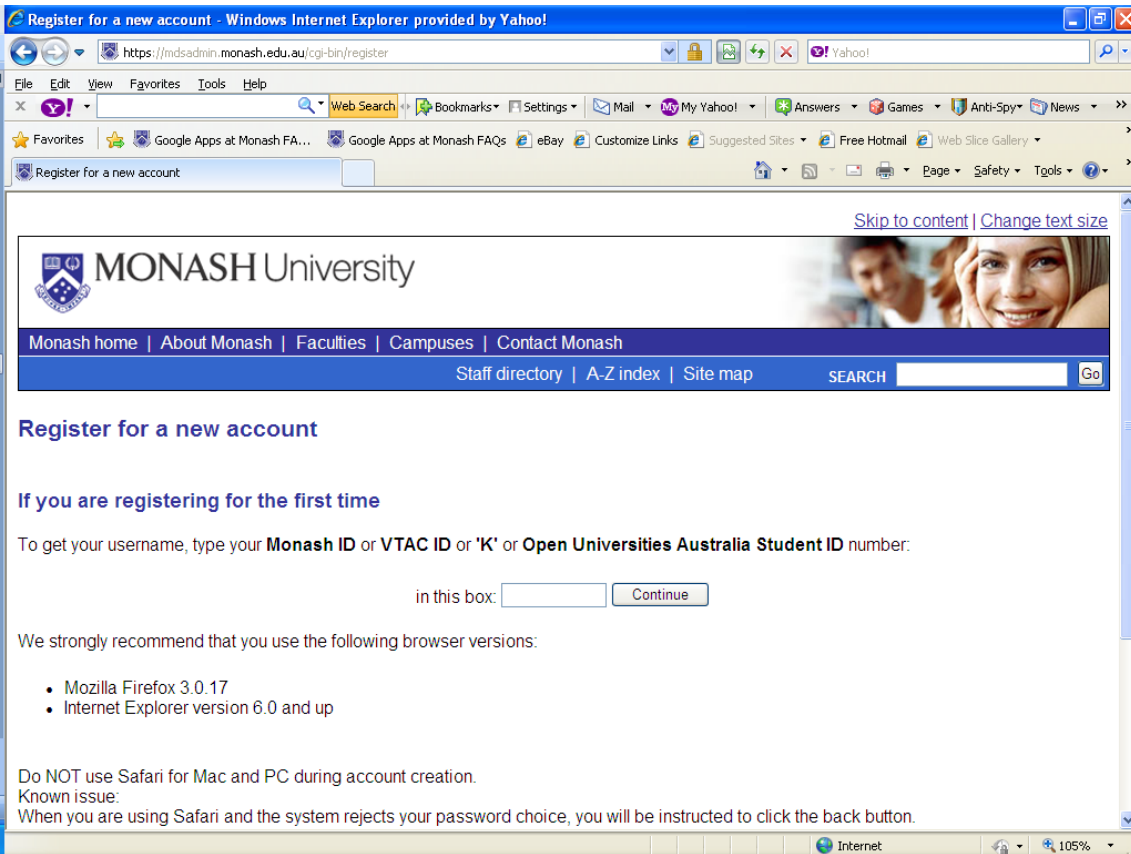 Register for a new account - Windows Internet Explorer provided by Yahoo!
https://mdsadmin.monash.edu.au/cgi-bin/register
Yahoo!
File Edit View Favorites Tools Help
Web Search Bookmarks Settings Mail My Yahoo! Answers Games Anti-Spy News
Favorites Google Apps at Monash FA... Google Apps at Monash FAQs eBay Customize Links Suggested Sites Free Hotmail Web Slice Gallery
Register for a new account Page Safety Tools
Skip to content | Change text size
MONASH University
Monash home | About Monash | Faculties | Campuses | Contact Monash
Staff directory | A-Z index | Site map SEARCH Go
Register for a new account
If you are registering for the first time
To get your username, type your Monash ID or VTAC ID or 'K' or Open Universities Australia Student ID number:
in this box: Continue
We strongly recommend that you use the following browser versions:
• Mozilla Firefox 3.0.17
• Internet Explorer version 6.0 and up
Do NOT use Safari for Mac and PC during account creation.
Known issue:
When you are using Safari and the system rejects your password choice, you will be instructed to click the back button.
Internet 105%